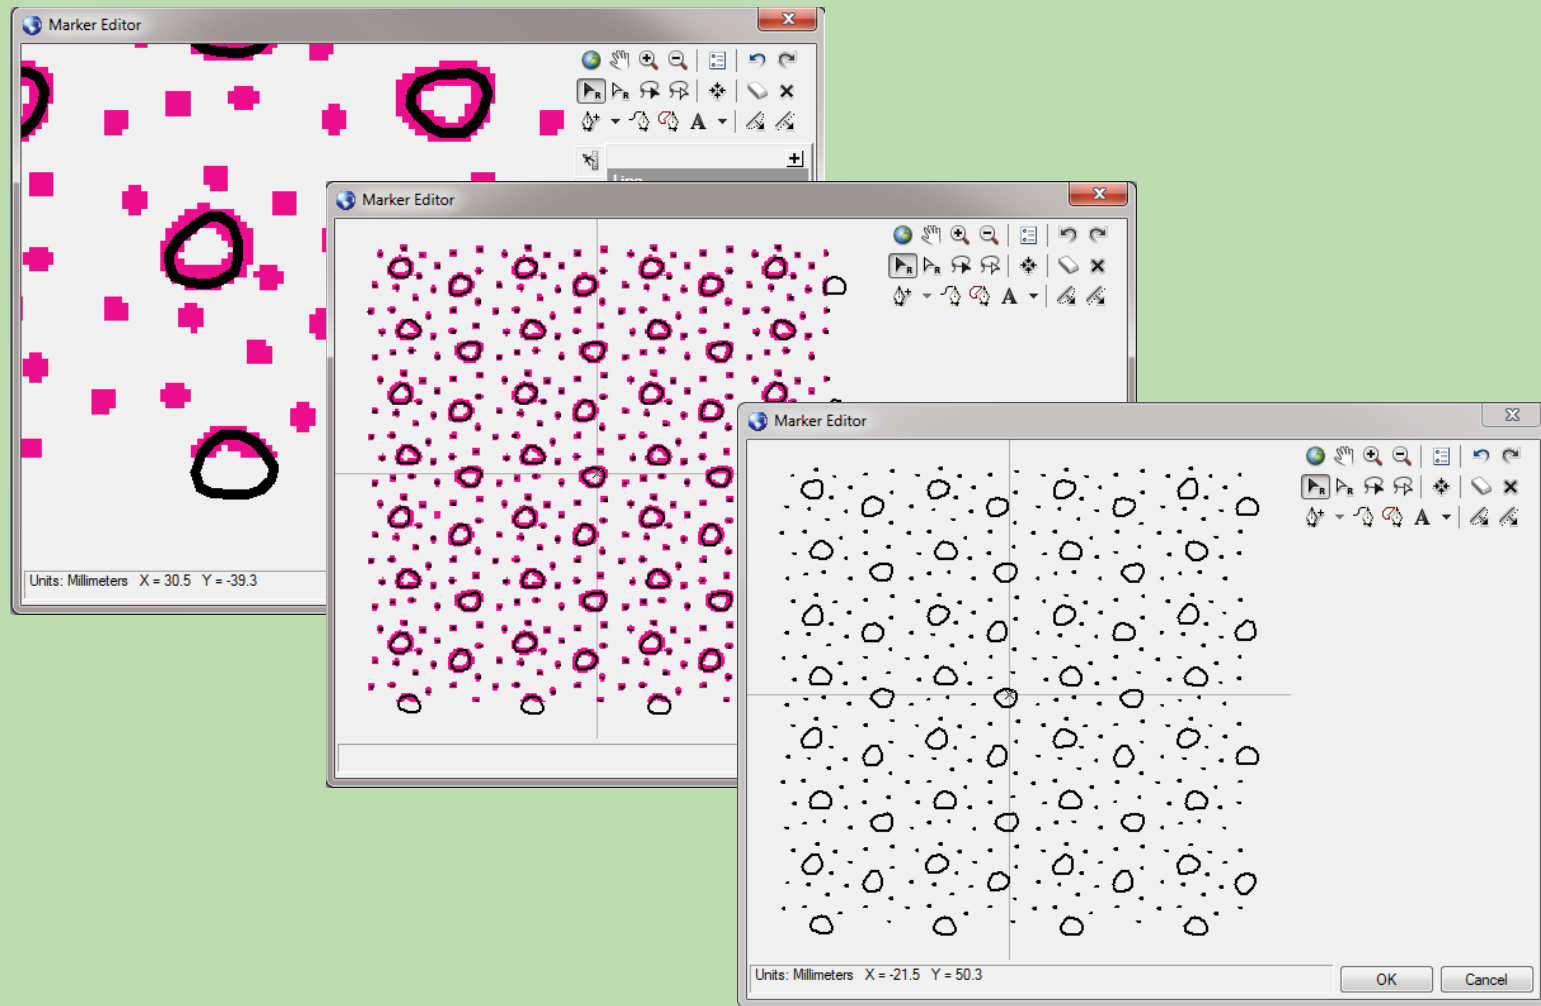 Marker Editor
A
Line
Units: Millimeters X = 30.5 Y = -39.3
Marker Editor
A
Marker Editor
A
Units: Millimeters X = -21.5 Y = 50.3
OK Cancel